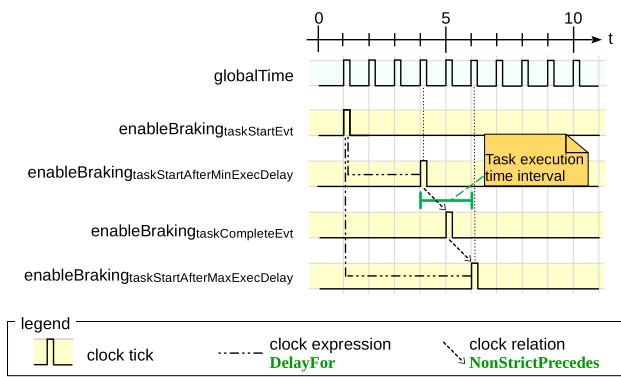 0 5 10
t
globalTime
enableBrakingtaskStartEvt
Task execution
time interval
enableBrakingtaskStartAfterMinExecDelay
enableBrakingtaskCompleteEvt
enableBrakingtaskStartAfterMaxExecDelay
legend
clock tick
clock expression
DelayFor
clock relation
NonStrictPrecedes